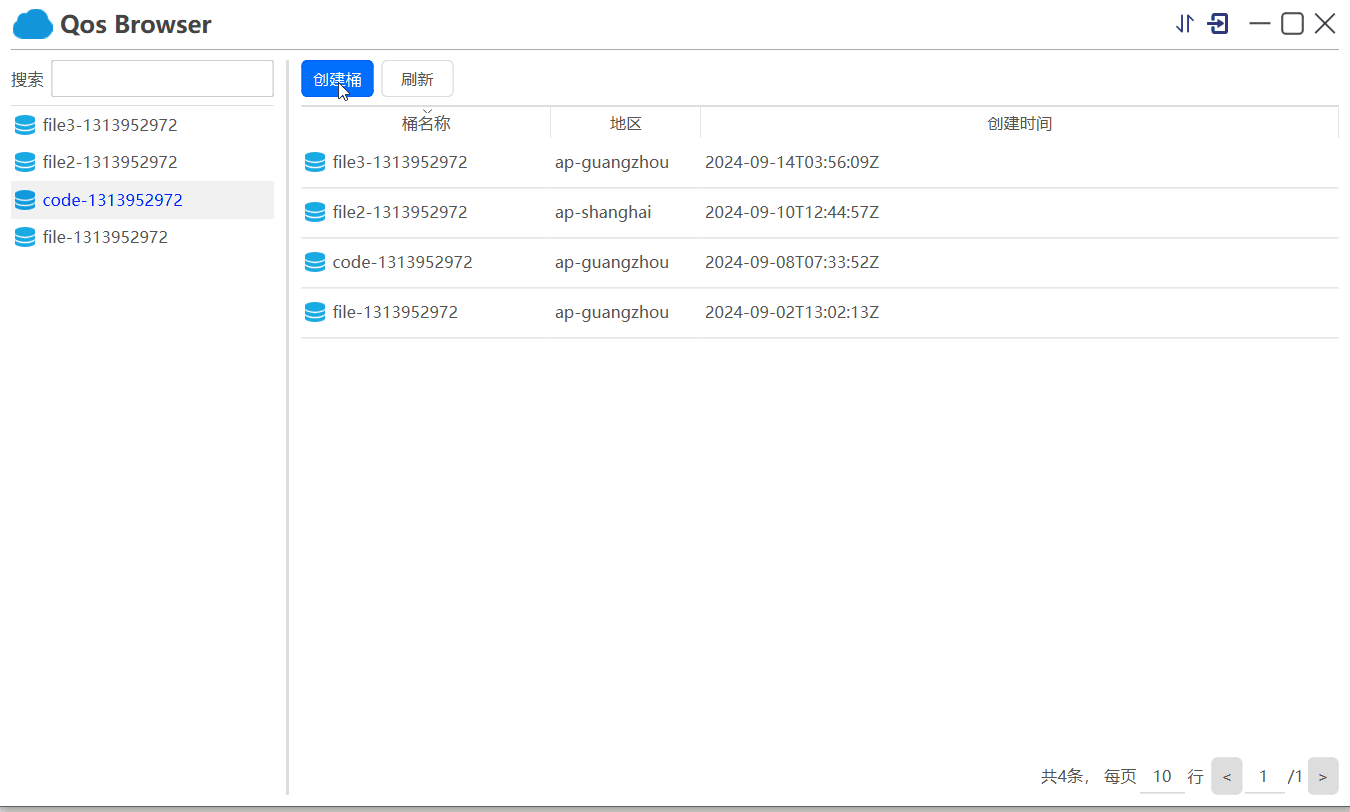 Qos Browser
搜索
file3-1313952972
file2-1313952972
code-1313952972
file-1313952972
创建桶 刷新
桶名称 地区 创建时间
file3-1313952972 ap-guangzhou 2024-09-14T03:56:09Z
file2-1313952972 ap-shanghai 2024-09-10T12:44:57Z
code-1313952972 ap-guangzhou 2024-09-08T07:33:52Z
file-1313952972 ap-guangzhou 2024-09-02T13:02:13Z
共4条, 每页 10 行 < 1 /1 >